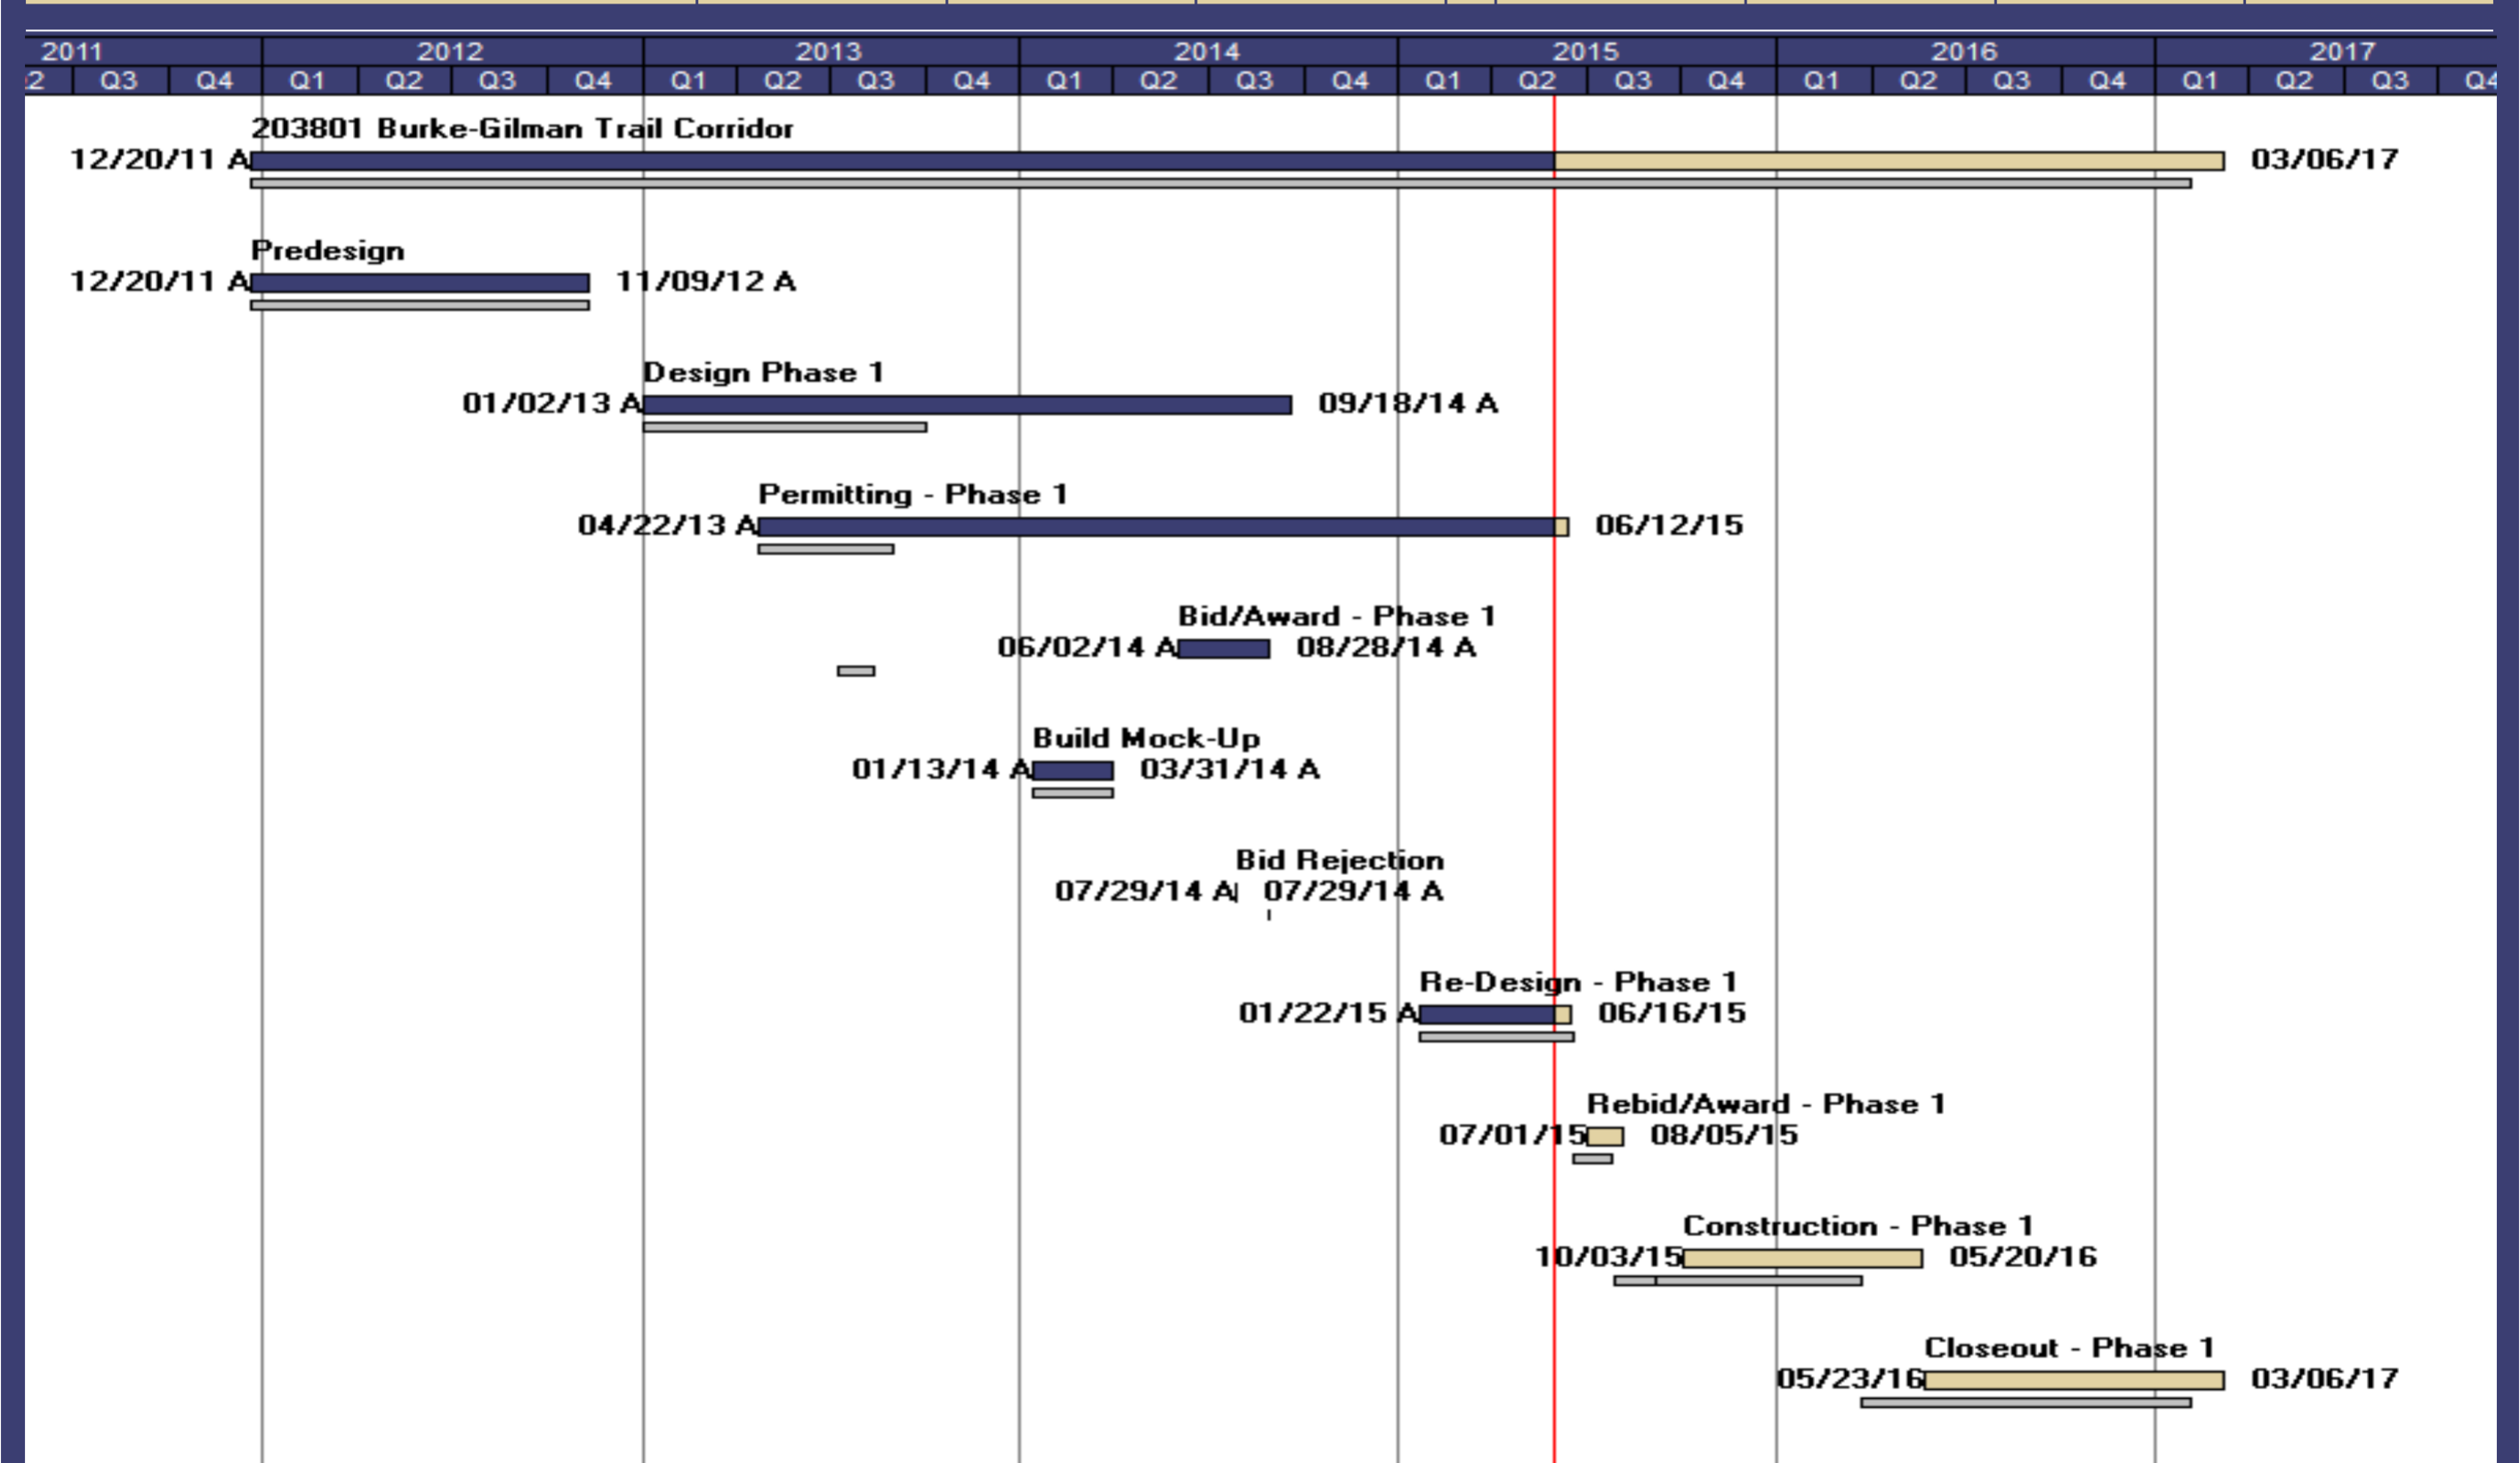 2011 2012 2013 2014 2015 2016 2017
2 Q3 Q4 Q1 Q2 Q3 Q4 Q1 Q2 Q3 Q4 Q1 Q2 Q3 Q4 Q1 Q2 Q3 Q4 Q1 Q2 Q3 Q4 Q1 Q2 Q3 Q4
203801 Burke-Gilman Trail Corridor
12/20/11 A 03/06/17
Predesign
12/20/11 A 11/09/12 A
Design Phase 1
01/02/13 A 09/18/14 A
Permitting - Phase 1
04/22/13 A 06/12/15
Bid/Award - Phase 1
06/02/14 A 08/28/14 A
Build Mock-Up
01/13/14 A 03/31/14 A
Bid Rejection
07/29/14 A 07/29/14 A
Re-Design - Phase 1
01/22/15 A 06/16/15
Rebid/Award - Phase 1
07/01/15 08/05/15
Construction - Phase 1
10/03/15 05/20/16
Closeout - Phase 1
05/23/16 03/06/17